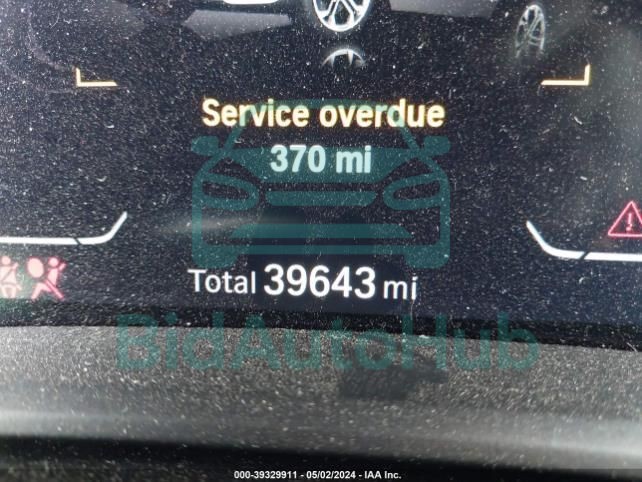 Service overdue
370 mi
Total 39643 mi
BidAutoHub
000-39329911 - 05/02/2024 - IAA Inc.